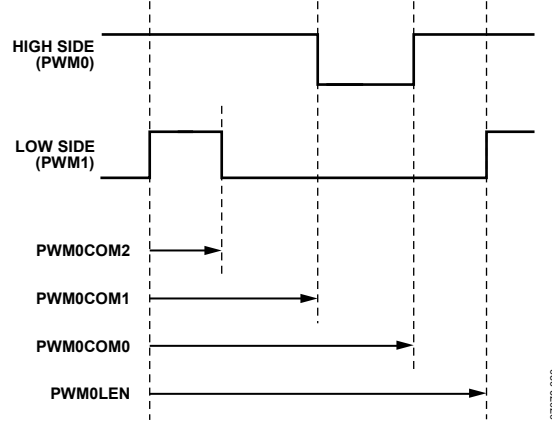 HIGH SIDE
(PWM0)
LOW SIDE
(PWM1)
PWM0COM2
PWM0COM1
PWM0COM0
PWM0LEN